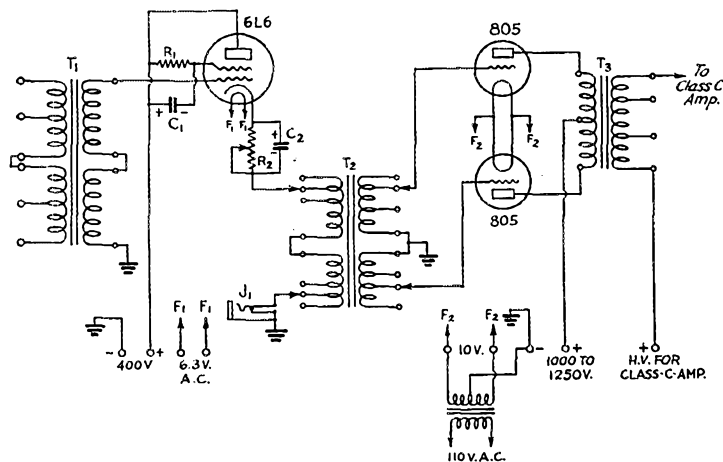 6L6
805
T1
R1
T3
To
Class C
Amp.
+ C1 -
F1 F1
+ C2
-
R2
F2 F2
T2
805
J1
F1 F1
F2 F2
- 400V +
6.3V.
A.C.
10V.
-
+
1000 TO
1250V.
+
H.V. FOR
CLASS-C-AMP.
110V.A.C.